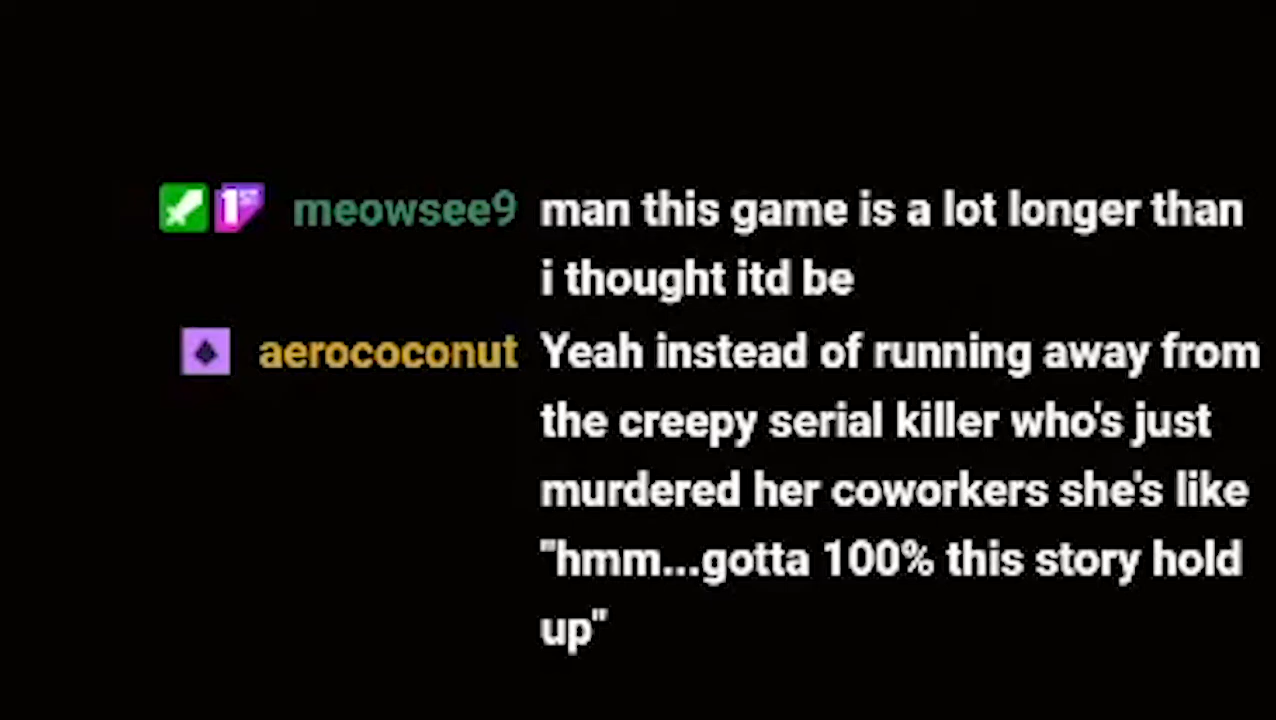 1ST meowsee9 man this game is a lot longer than
i thought itd be
aerococonut Yeah instead of running away from
the creepy serial killer who's just
murdered her coworkers she's like
"hmm...gotta 100% this story hold
up"